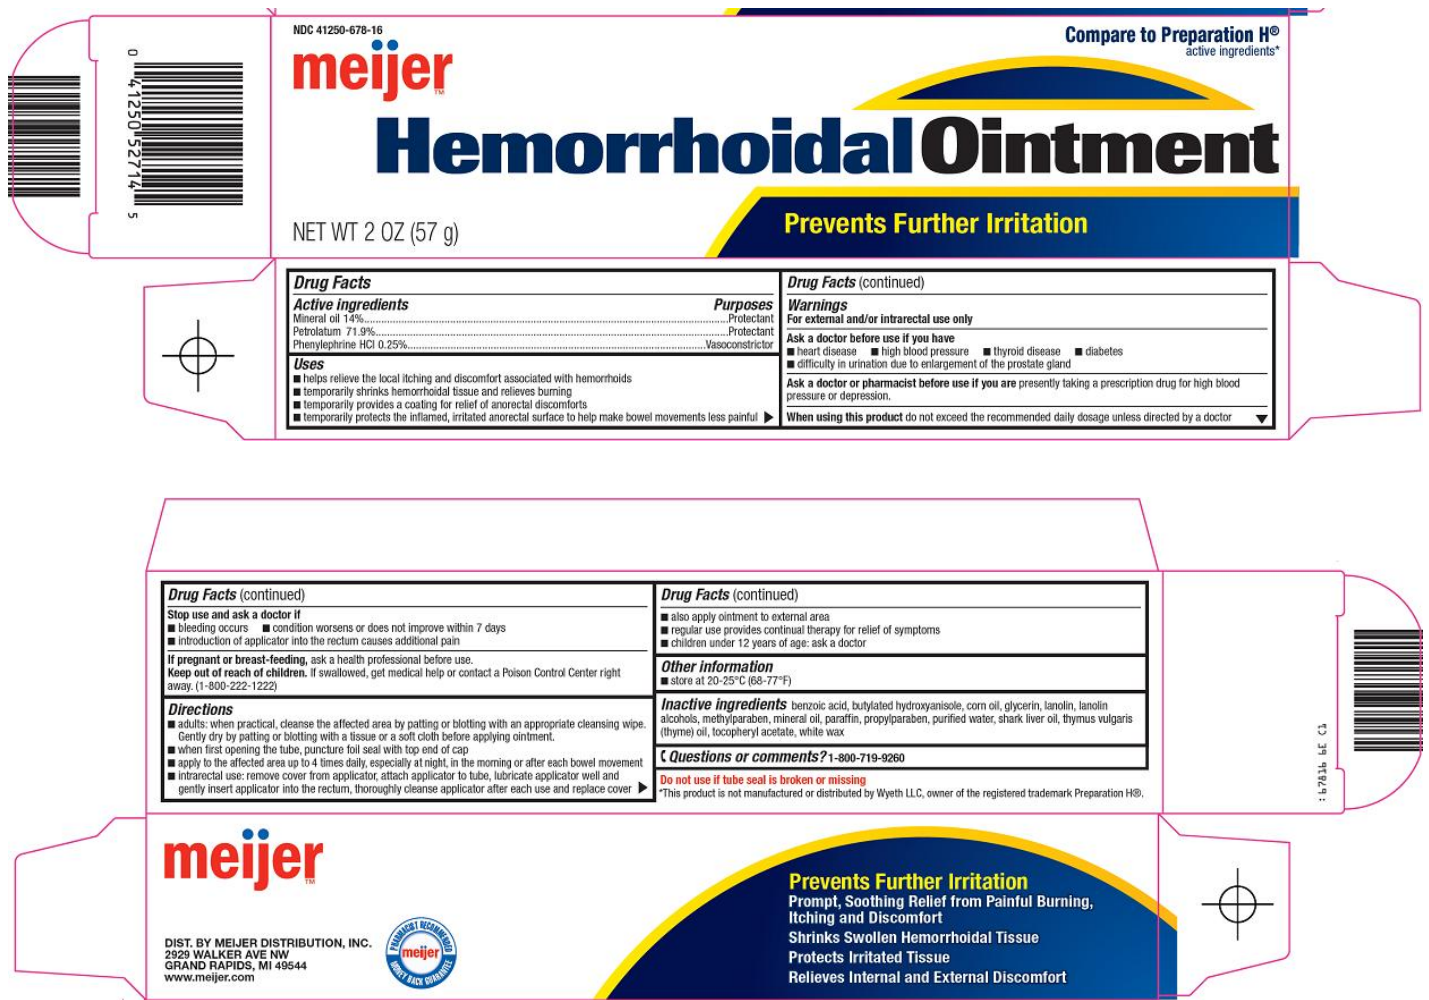 NDC 41250-678-16
meijer™
Compare to Preparation H®
active ingredients*
Hemorrhoidal Ointment
Prevents Further Irritation
NET WT 2 OZ (57 g)
0 41250 52714 5
Drug Facts
Active ingredients Purposes
Mineral oil 14%........Protectant
Petrolatum 71.9%........Protectant
Phenylephrine HCl 0.25%........Vasoconstrictor
Uses
■ helps relieve the local itching and discomfort associated with hemorrhoids
■ temporarily shrinks hemorrhoidal tissue and relieves burning
■ temporarily provides a coating for relief of anorectal discomforts
■ temporarily protects the inflamed, irritated anorectal surface to help make bowel movements less painful ▶
Drug Facts (continued)
Warnings
For external and/or intrarectal use only
Ask a doctor before use if you have
■ heart disease ■ high blood pressure ■ thyroid disease ■ diabetes
■ difficulty in urination due to enlargement of the prostate gland
Ask a doctor or pharmacist before use if you are presently taking a prescription drug for high blood
pressure or depression.
When using this product do not exceed the recommended daily dosage unless directed by a doctor ▼
Drug Facts (continued)
Stop use and ask a doctor if
■ bleeding occurs ■ condition worsens or does not improve within 7 days
■ introduction of applicator into the rectum causes additional pain
If pregnant or breast-feeding, ask a health professional before use.
Keep out of reach of children. If swallowed, get medical help or contact a Poison Control Center right
away. (1-800-222-1222)
Directions
■ adults: when practical, cleanse the affected area by patting or blotting with an appropriate cleansing wipe.
Gently dry by patting or blotting with a tissue or a soft cloth before applying ointment.
■ when first opening the tube, puncture foil seal with top end of cap
■ apply to the affected area up to 4 times daily, especially at night, in the morning or after each bowel movement
■ intrarectal use: remove cover from applicator, attach applicator to tube, lubricate applicator well and
gently insert applicator into the rectum, thoroughly cleanse applicator after each use and replace cover ▶
Drug Facts (continued)
■ also apply ointment to external area
■ regular use provides continual therapy for relief of symptoms
■ children under 12 years of age: ask a doctor
Other information
■ store at 20-25°C (68-77°F)
Inactive ingredients benzoic acid, butylated hydroxyanisole, corn oil, glycerin, lanolin, lanolin
alcohols, methylparaben, mineral oil, paraffin, propylparaben, purified water, shark liver oil, thymus vulgaris
(thyme) oil, tocopheryl acetate, white wax
Questions or comments? 1-800-719-9260
Do not use if tube seal is broken or missing
*This product is not manufactured or distributed by Wyeth LLC, owner of the registered trademark Preparation H®.
:67816 6E C1
meijer™
DIST. BY MEIJER DISTRIBUTION, INC.
2929 WALKER AVE NW
GRAND RAPIDS, MI 49544
www.meijer.com
PHARMACIST RECOMMENDED
meijer
MONEY BACK GUARANTEE
Prevents Further Irritation
Prompt, Soothing Relief from Painful Burning,
Itching and Discomfort
Shrinks Swollen Hemorrhoidal Tissue
Protects Irritated Tissue
Relieves Internal and External Discomfort